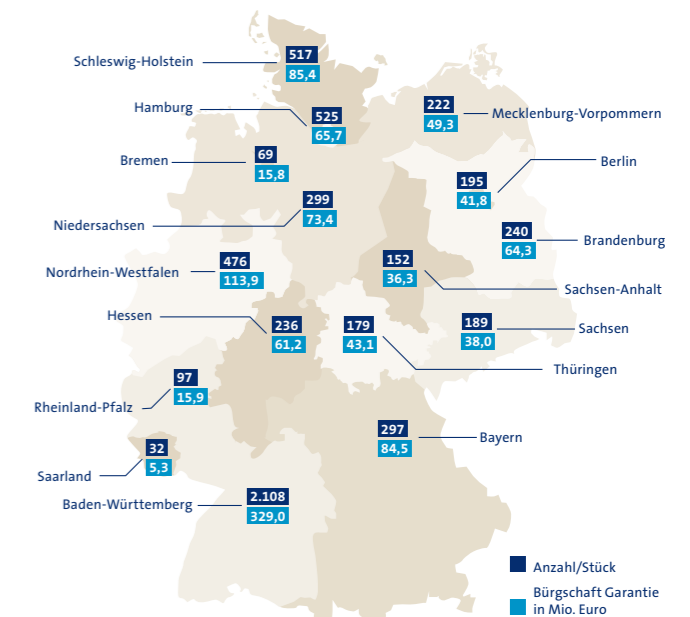 Schleswig-Holstein
517
85,4
Hamburg
525
65,7
222
49,3
Mecklenburg-Vorpommern
Bremen
69
15,8
Berlin
195
41,8
Niedersachsen
299
73,4
240
64,3
Brandenburg
Nordrhein-Westfalen
476
113,9
152
36,3
Sachsen-Anhalt
Hessen
236
61,2
179
43,1
Thüringen
189
38,0
Sachsen
Rheinland-Pfalz
97
15,9
297
84,5
Bayern
Saarland
32
5,3
Baden-Württemberg
2.108
329,0
Anzahl/Stück
Bürgschaft Garantie
in Mio. Euro